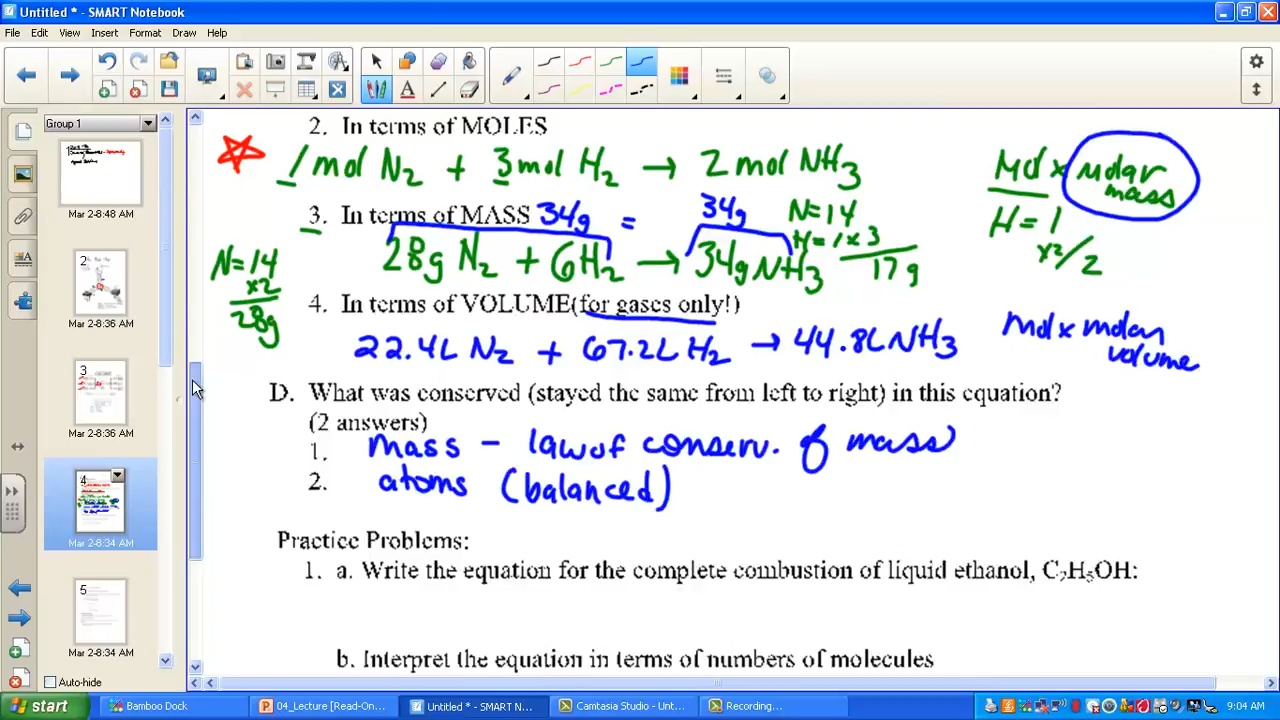 Untitled * - SMART Notebook
File Edit View Insert Format Draw Help
Group 1
Mar 2-8:48 AM
2
Mar 2-8:36 AM
3
Mar 2-8:36 AM
4
Mar 2-8:34 AM
5
Mar 2-8:34 AM
Auto-hide
2. In terms of MOLES
1 mol N2 + 3 mol H2 → 2 mol NH3
Mol x molar mass
H = 1
x2/2
3. In terms of MASS 34g = 34g
N=14
H=1x3
17g
28g N2 + 6H2 → 34g NH3
N=14
x2
28g
4. In terms of VOLUME(for gases only!)
22.4L N2 + 67.2L H2 → 44.8L NH3
mol x molar volume
D. What was conserved (stayed the same from left to right) in this equation?
(2 answers)
1. mass - law of conserv. of mass
2. atoms (balanced)
Practice Problems:
1. a. Write the equation for the complete combustion of liquid ethanol, C2H5OH:
b. Interpret the equation in terms of numbers of molecules
start
Bamboo Dock
04_Lecture [Read-On...
Untitled * - SMART N...
Camtasia Studio - Unt...
Recording...
9:04 AM